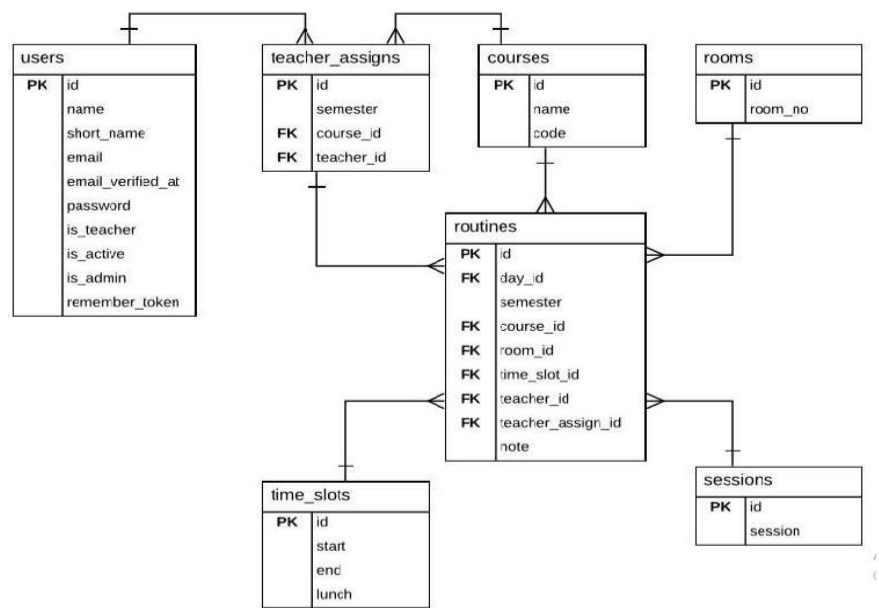 users
PK id
name
short_name
email
email_verified_at
password
is_teacher
is_active
is_admin
remember_token
teacher_assigns
PK id
semester
FK course_id
FK teacher_id
courses
PK id
name
code
rooms
PK id
room_no
routines
PK id
FK day_id
semester
FK course_id
FK room_id
FK time_slot_id
FK teacher_id
FK teacher_assign_id
note
time_slots
PK id
start
end
lunch
sessions
PK id
session